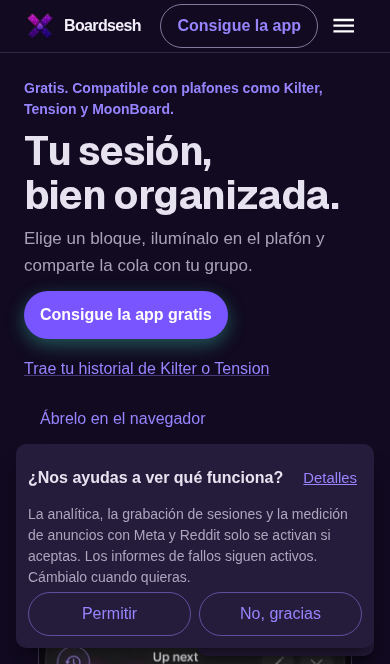 Boardsesh
Consigue la app
Gratis. Compatible con plafones como Kilter,
Tension y MoonBoard.
Tu sesión,
bien organizada.
Elige un bloque, ilumínalo en el plafón y
comparte la cola con tu grupo.
Consigue la app gratis
Trae tu historial de Kilter o Tension
Ábrelo en el navegador
¿Nos ayudas a ver qué funciona?
Detalles
La analítica, la grabación de sesiones y la medición
de anuncios con Meta y Reddit solo se activan si
aceptas. Los informes de fallos siguen activos.
Cámbialo cuando quieras.
Permitir
No, gracias
Up next